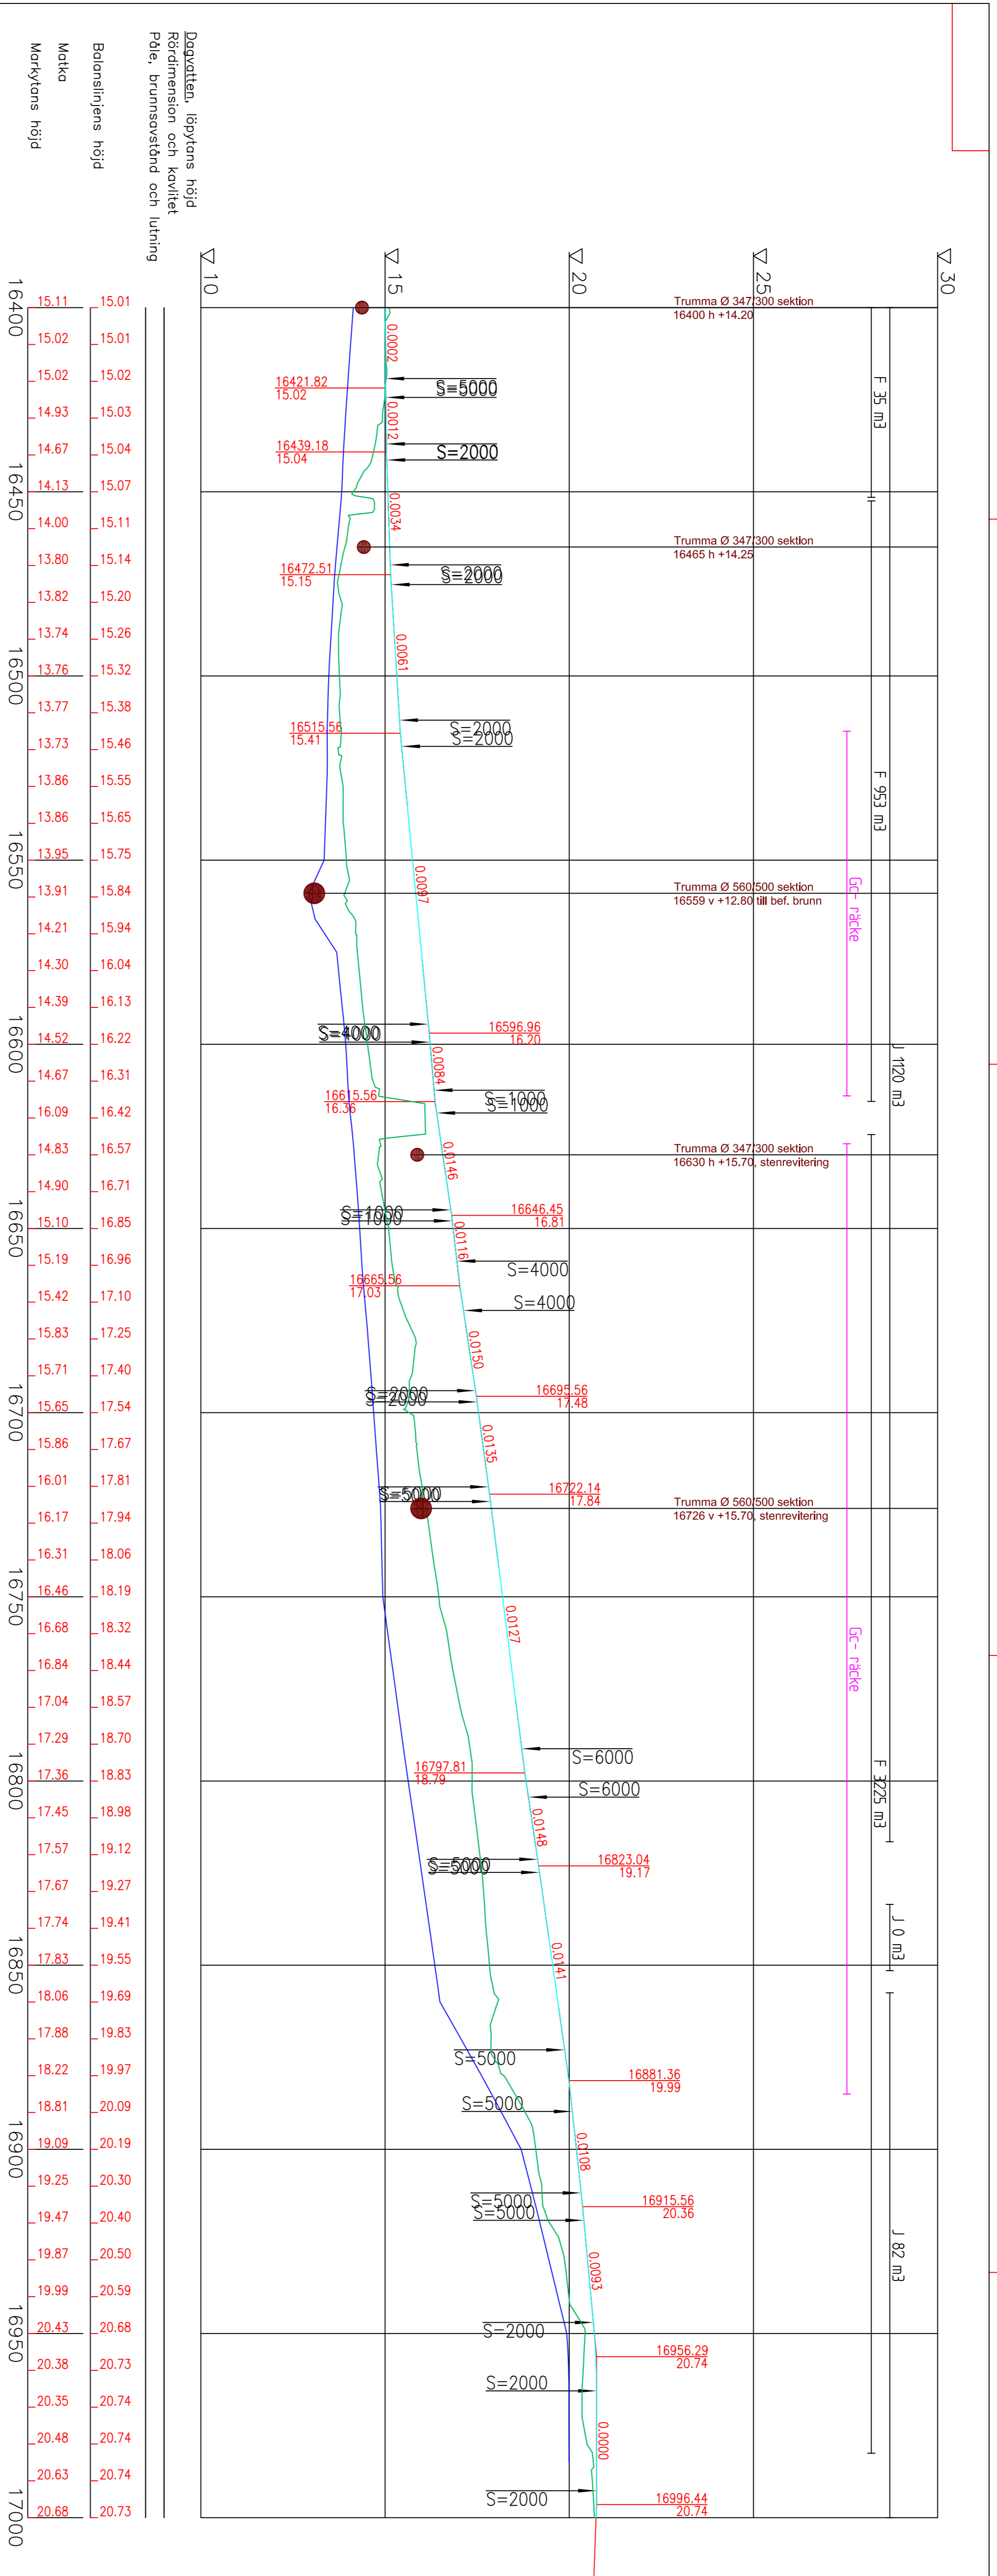 J 1120 m3
J 0 m3
J 82 m3
F 35 m3
F 953 m3
F 3225 m3
Gc- räcke
Gc- räcke
30
25
20
15
10
Trumma Ø 347/300 sektion
16400 h +14.20
Trumma Ø 347/300 sektion
16465 h +14.25
Trumma Ø 560/500 sektion
16559 v +12.80 till bef. brunn
Trumma Ø 347/300 sektion
16630 h +15.70, stenrevitering
Trumma Ø 560/500 sektion
16726 v +15.70, stenrevitering
0.0002
S=5000
S=5000
16421.82
15.02
0.0012
S=2000
S=2000
16439.18
15.04
0.0034
S=2000
S=2000
16472.51
15.15
0.0061
S=2000
S=2000
16515.56
15.41
0.0097
S=4000
S=4000
16596.96
16.20
0.0084
S=1000
S=1000
16615.56
16.36
0.0146
S=1000
S=1000
16646.45
16.81
0.0116
S=4000
S=4000
16665.56
17.03
0.0150
S=2000
S=2000
16695.56
17.48
0.0135
S=5000
S=5000
16722.14
17.84
0.0127
S=6000
S=6000
16797.81
18.79
0.0148
S=5000
S=5000
16823.04
19.17
0.0141
S=5000
S=5000
16881.36
19.99
0.0108
S=5000
S=5000
16915.56
20.36
0.0093
S=2000
S=2000
16956.29
20.74
0.0000
S=2000
16996.44
20.74
Dagvatten, löpytans höjd
Rördimension och kavlitet
Påle, brunnsavstånd och lutning
Balanslinjens höjd
15.01 15.01 15.02 15.03 15.04 15.07 15.11 15.14 15.20 15.26 15.32 15.38 15.46 15.55 15.65 15.75 15.84 15.94 16.04 16.13 16.22 16.31 16.42 16.57 16.71 16.85 16.96 17.10 17.25 17.40 17.54 17.67 17.81 17.94 18.06 18.19 18.32 18.44 18.57 18.70 18.83 18.98 19.12 19.27 19.41 19.55 19.69 19.83 19.97 20.09 20.19 20.30 20.40 20.50 20.59 20.68 20.73 20.74 20.74 20.74 20.73
Matka
Markytans höjd
15.11 15.02 15.02 14.93 14.67 14.13 14.00 13.80 13.82 13.74 13.76 13.77 13.73 13.86 13.86 13.95 13.91 14.21 14.30 14.39 14.52 14.67 16.09 14.83 14.90 15.10 15.19 15.42 15.83 15.71 15.65 15.86 16.01 16.17 16.31 16.46 16.68 16.84 17.04 17.29 17.36 17.45 17.57 17.67 17.74 17.83 18.06 17.88 18.22 18.81 19.09 19.25 19.47 19.87 19.99 20.43 20.38 20.35 20.48 20.63 20.68
16400 16450 16500 16550 16600 16650 16700 16750 16800 16850 16900 16950 17000